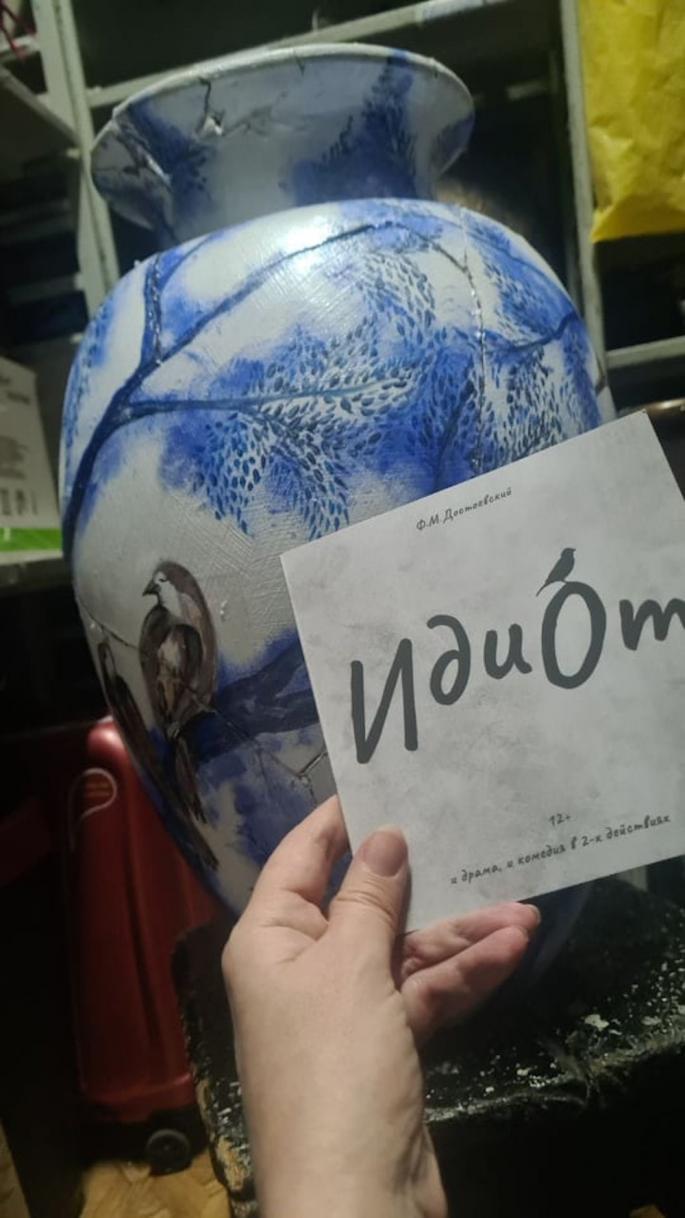 Ф.М.Достоевский
ИдиОт
12+
и драма, и комедия в 2-х действиях